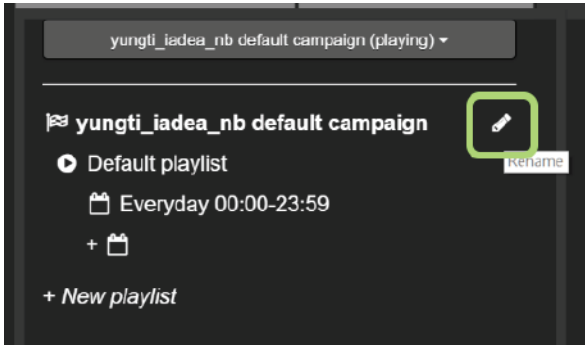 yungti_iadea_nb default campaign (playing)
yungti_iadea_nb default campaign
Rename
Default playlist
Everyday 00:00-23:59
+
+ New playlist